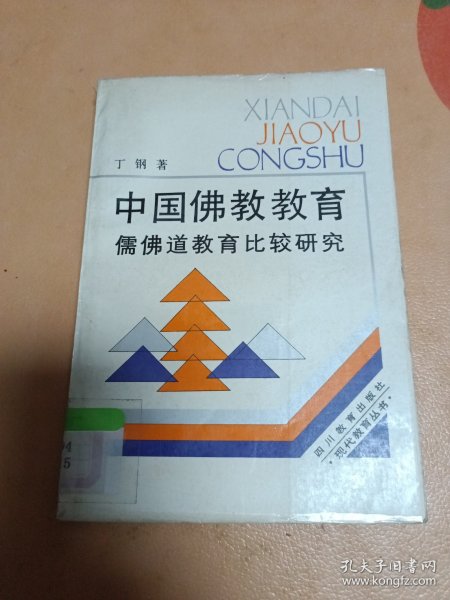 XIANDAI
JIAOYU
CONGSHU
丁钢 著
中国佛教教育
儒佛道教育比较研究
四川教育出版社
·现代教育丛书·
04
5
孔夫子旧书网
www.kongfz.com